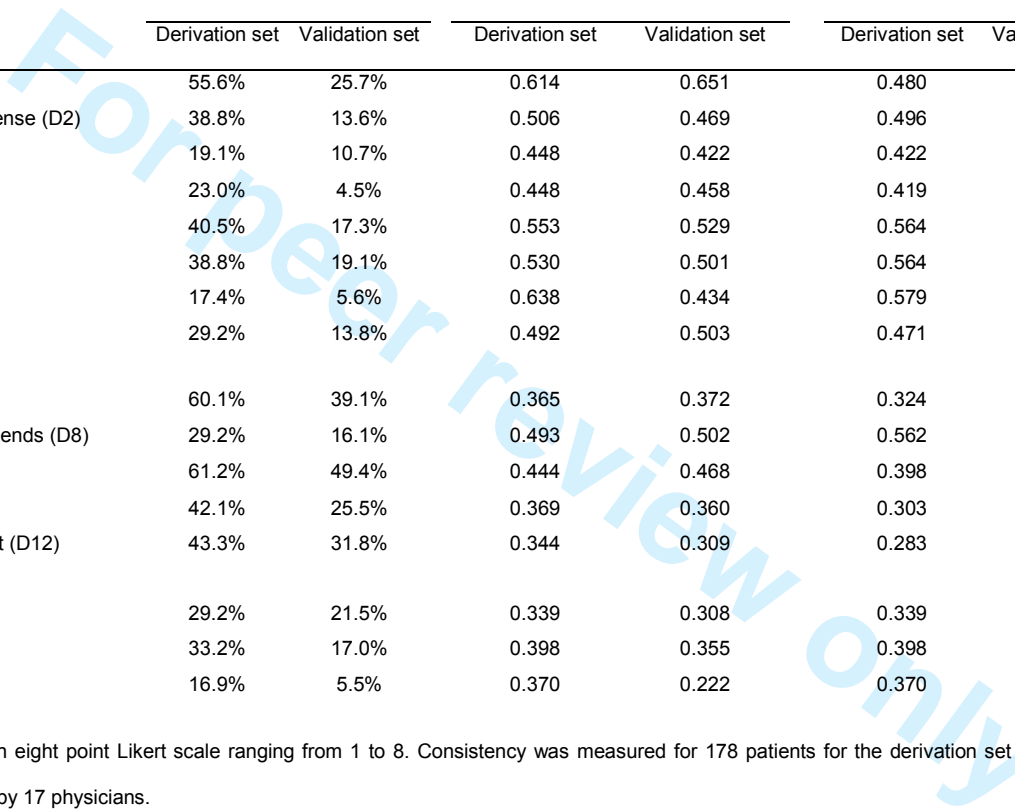 Derivation set Validation set Derivation set Validation set Derivation set Va
55.6% 25.7% 0.614 0.651 0.480
ense (D2) 38.8% 13.6% 0.506 0.469 0.496
19.1% 10.7% 0.448 0.422 0.422
23.0% 4.5% 0.448 0.458 0.419
40.5% 17.3% 0.553 0.529 0.564
38.8% 19.1% 0.530 0.501 0.564
17.4% 5.6% 0.638 0.434 0.579
29.2% 13.8% 0.492 0.503 0.471
60.1% 39.1% 0.365 0.372 0.324
ends (D8) 29.2% 16.1% 0.493 0.502 0.562
61.2% 49.4% 0.444 0.468 0.398
42.1% 25.5% 0.369 0.360 0.303
t (D12) 43.3% 31.8% 0.344 0.309 0.283
29.2% 21.5% 0.339 0.308 0.339
33.2% 17.0% 0.398 0.355 0.398
16.9% 5.5% 0.370 0.222 0.370
n eight point Likert scale ranging from 1 to 8. Consistency was measured for 178 patients for the derivation set
by 17 physicians.
For peer review only